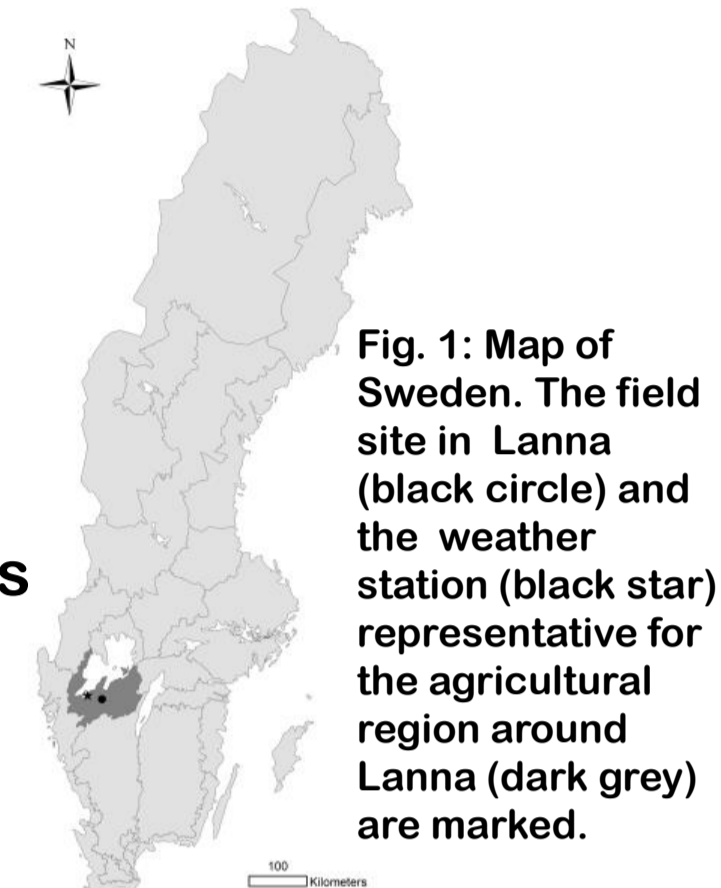 N
Fig. 1: Map of
Sweden. The field
site in Lanna
(black circle) and
the weather
station (black star)
representative for
the agricultural
region around
Lanna (dark grey)
are marked.
s
100
Kilometers